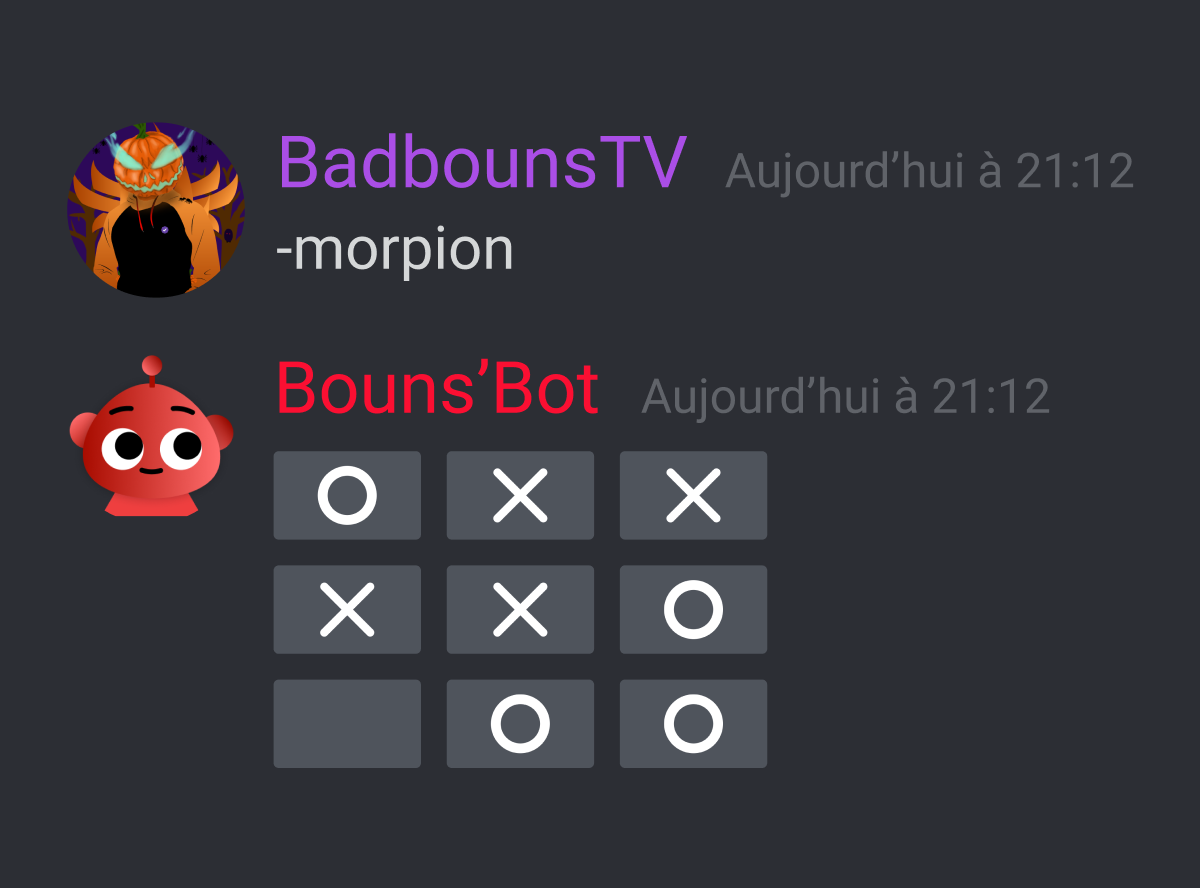 BadbounsTV Aujourd’hui à 21:12
-morpion
Bouns’Bot Aujourd’hui à 21:12
O X X
X X O
O O